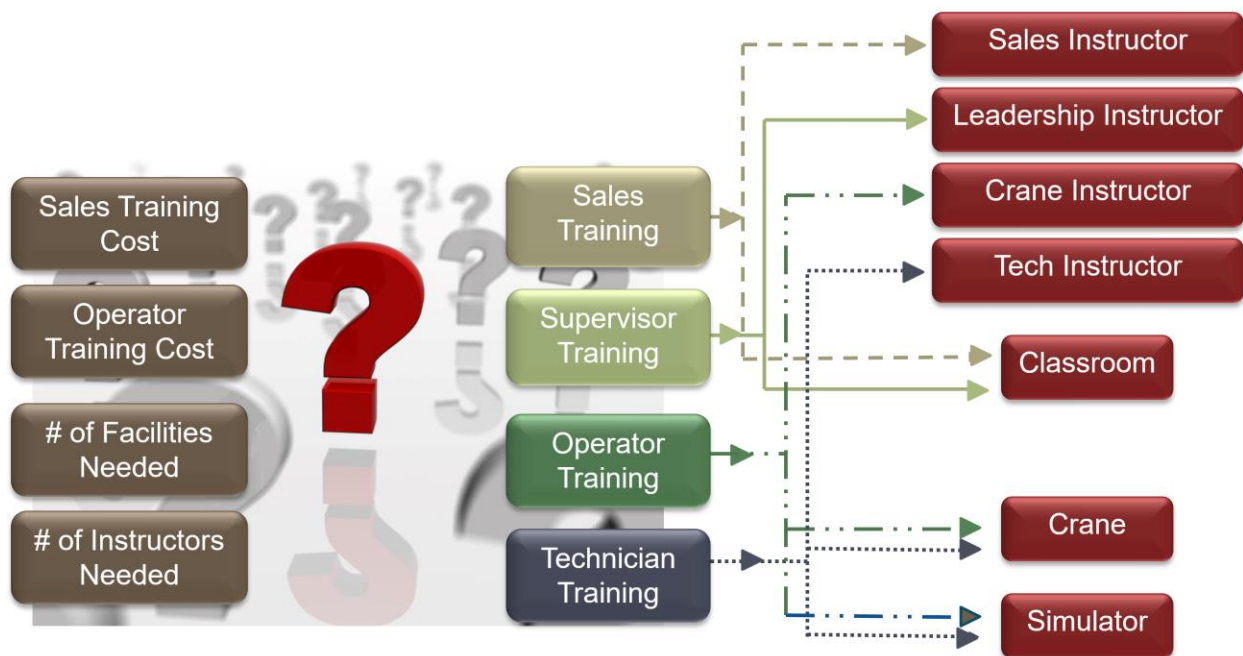 Sales Training
Cost
Operator
Training Cost
# of Facilities
Needed
# of Instructors
Needed
Sales
Training
Supervisor
Training
Operator
Training
Technician
Training
Sales Instructor
Leadership Instructor
Crane Instructor
Tech Instructor
Classroom
Crane
Simulator